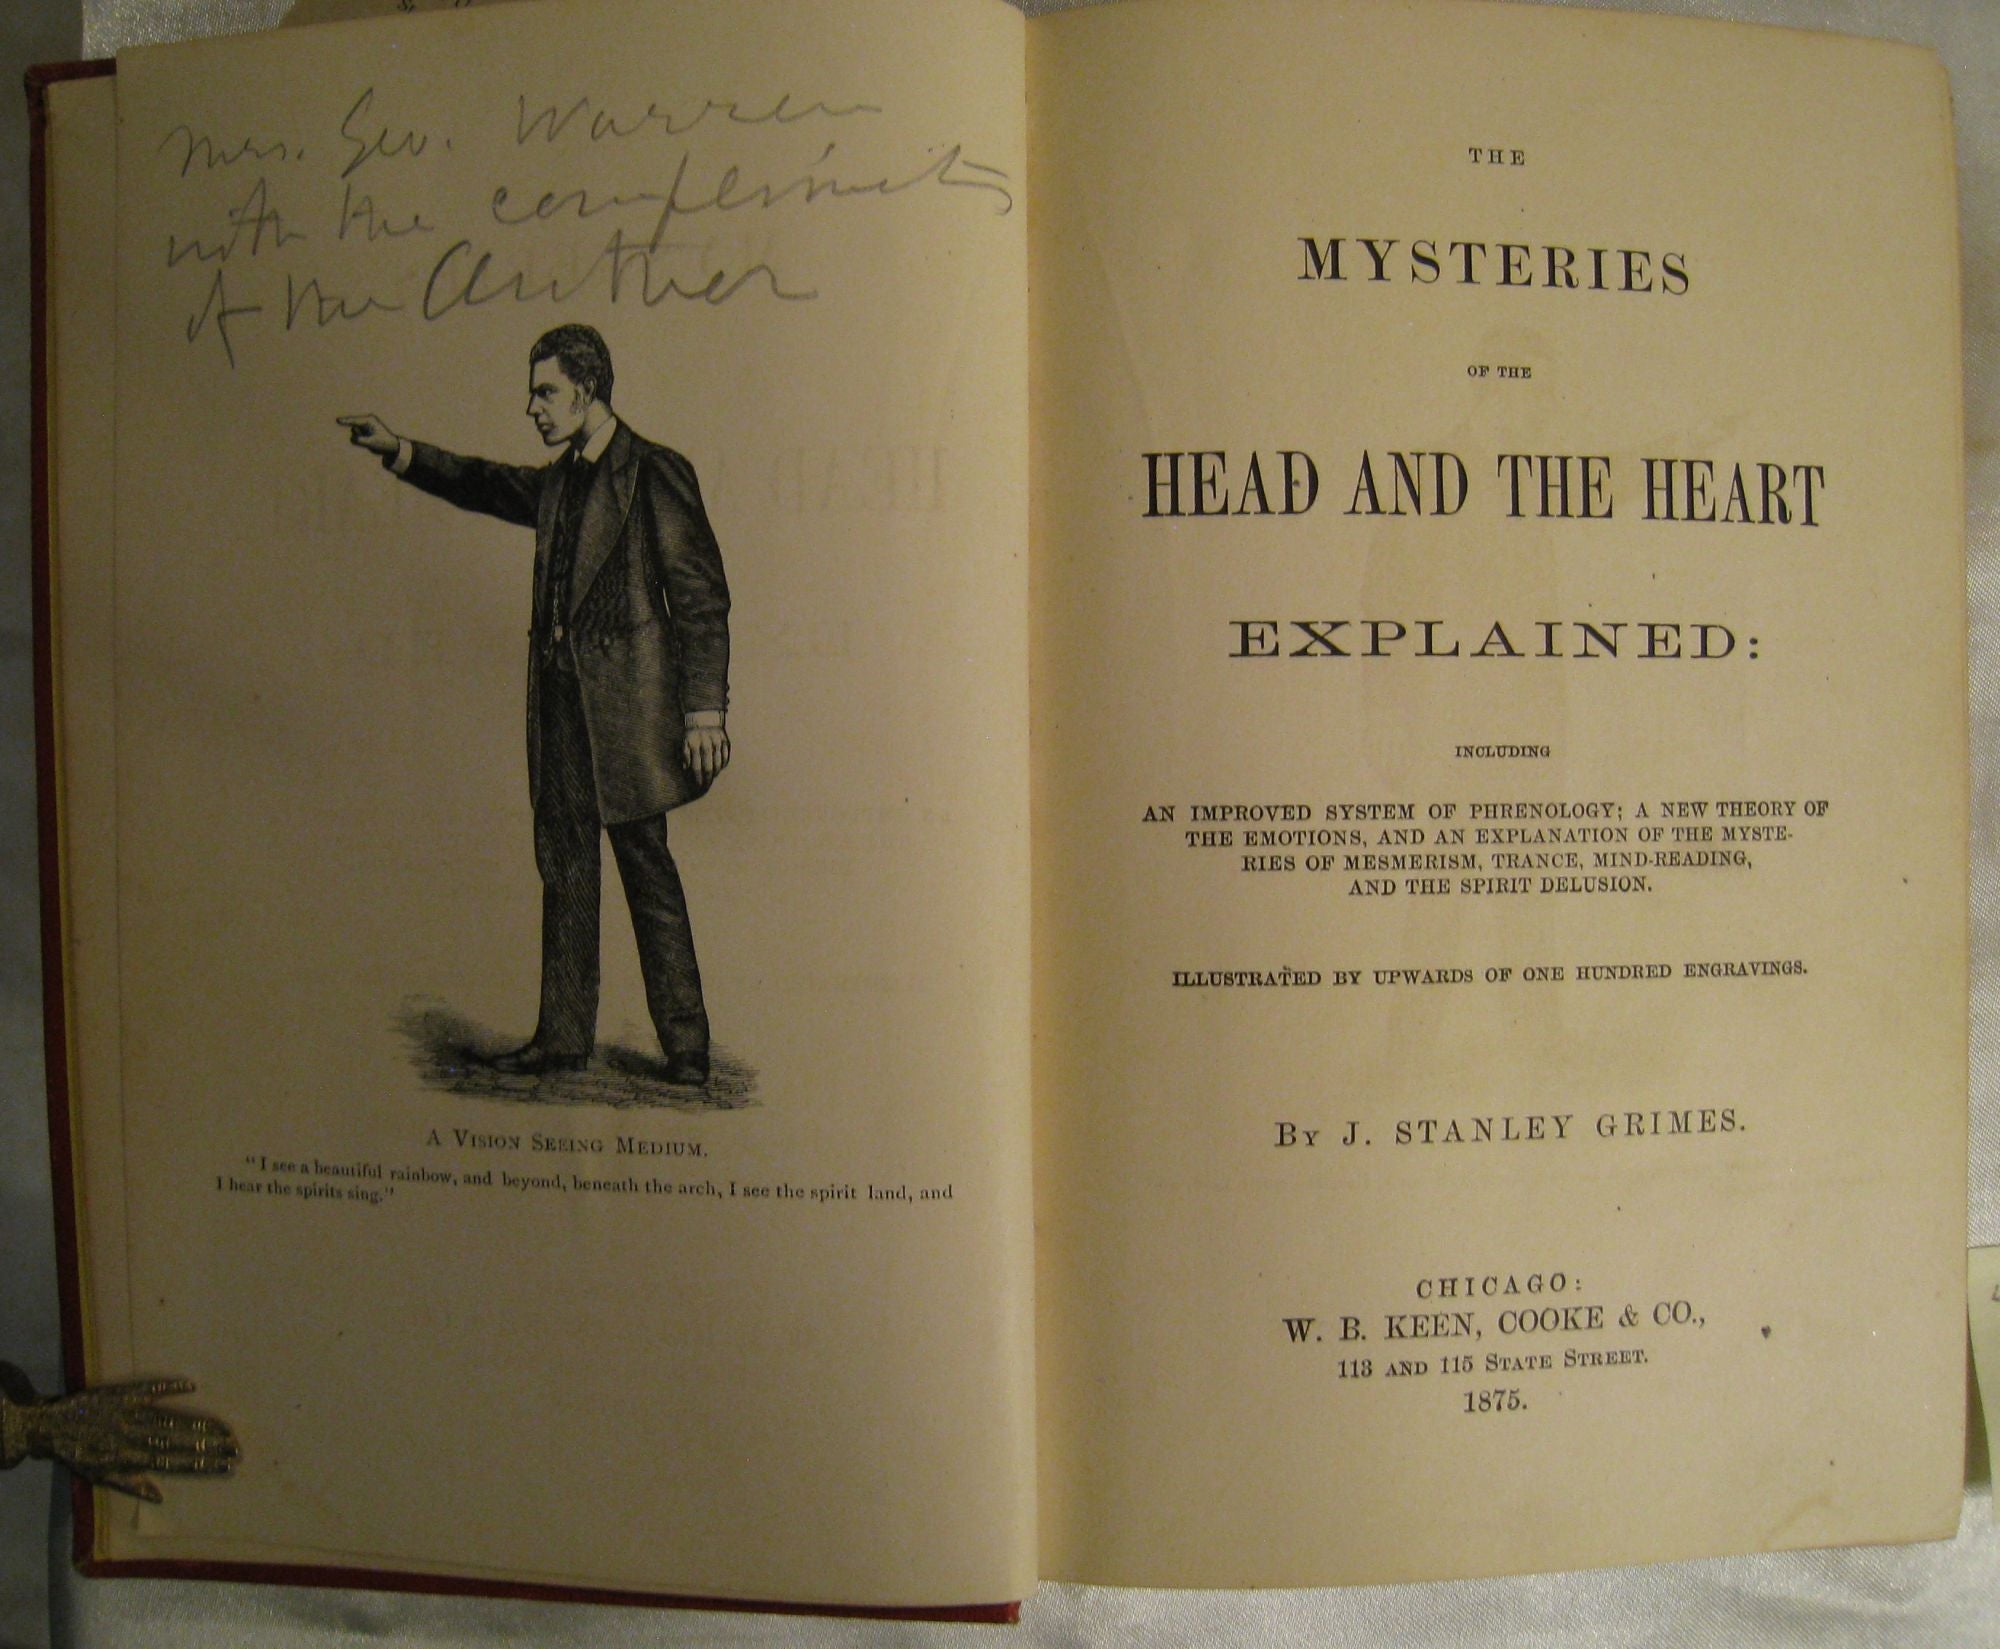 Mrs. Geo. Warren
with the compliments
of the Author
A VISION SEEING MEDIUM.
"I see a beautiful rainbow, and beyond, beneath the arch, I see the spirit land, and
I hear the spirits sing."
THE
MYSTERIES
OF THE
HEAD AND THE HEART
EXPLAINED:
INCLUDING
AN IMPROVED SYSTEM OF PHRENOLOGY; A NEW THEORY OF
THE EMOTIONS, AND AN EXPLANATION OF THE MYSTE-
RIES OF MESMERISM, TRANCE, MIND-READING,
AND THE SPIRIT DELUSION.
ILLUSTRATED BY UPWARDS OF ONE HUNDRED ENGRAVINGS.
BY J. STANLEY GRIMES.
CHICAGO:
W. B. KEEN, COOKE & CO.,
113 AND 115 STATE STREET.
1875.